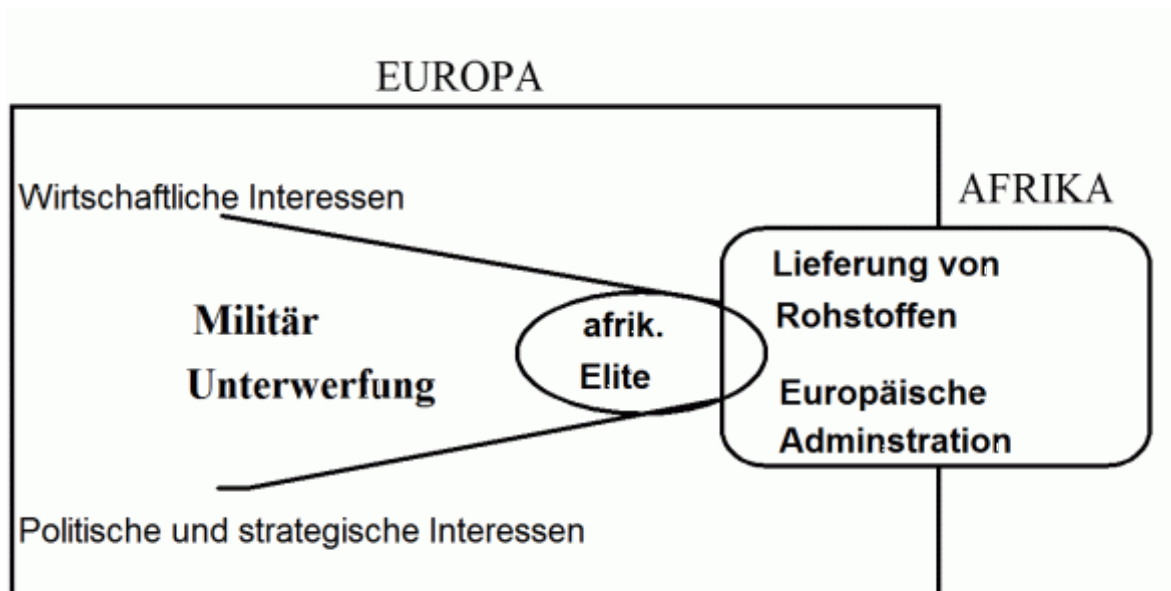 EUROPA
AFRIKA
Wirtschaftliche Interessen
Lieferung von
Rohstoffen
Militär
Unterwerfung
afrik.
Elite
Europäische
Adminstration
Politische und strategische Interessen